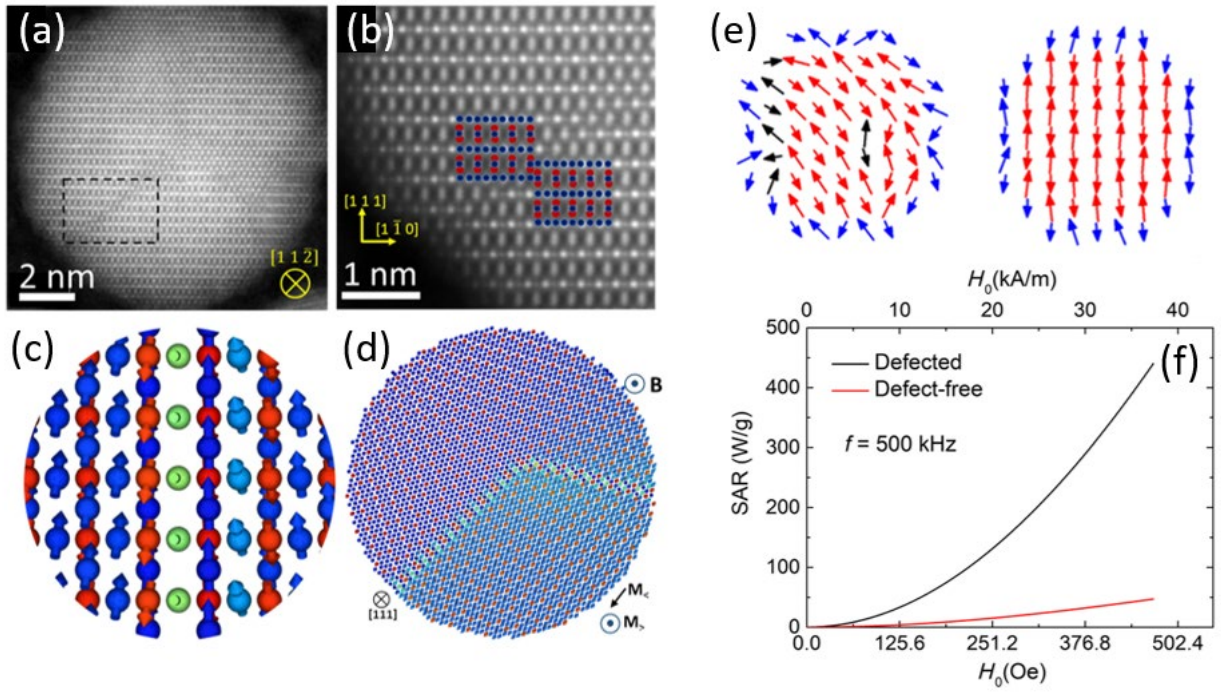 (a)
[1 1 2̄]
2 nm
(b)
[1 1 1]
[1 1̄ 0]
1 nm
(c)
(d)
B
[111]
M<
M>
(e)
H₀(kA/m)
0 10 20 30 40
(f)
500
400
300
200
100
0
SAR (W/g)
Defected
Defect-free
f = 500 kHz
0.0 125.6 251.2 376.8 502.4
H₀(Oe)